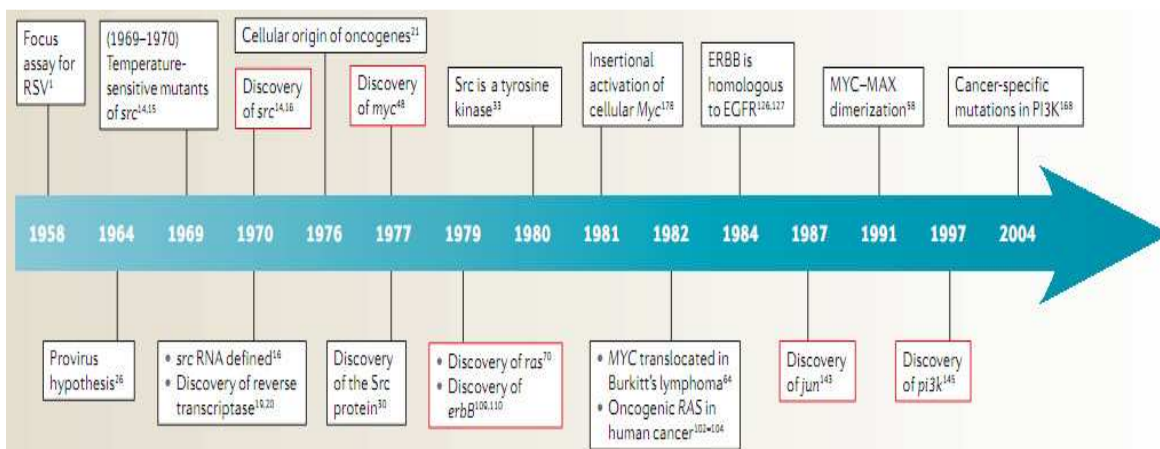 Focus
assay for
RSV¹
(1969–1970)
Temperature-
sensitive mutants
of src¹⁴,¹⁵
Cellular origin of oncogenes²¹
Discovery
of src¹⁴,¹⁶
Discovery
of myc⁴⁸
Src is a tyrosine
kinase³³
Insertional
activation of
cellular Myc¹⁷⁸
ERBB is
homologous
to EGFR¹²⁶,¹²⁷
MYC–MAX
dimerization⁵⁸
Cancer-specific
mutations in PI3K¹⁶⁸
1958 1964 1969 1970 1976 1977 1979 1980 1981 1982 1984 1987 1991 1997 2004
Provirus
hypothesis²⁶
• src RNA defined¹⁶
• Discovery of reverse
transcriptase¹⁹,²⁰
Discovery
of the Src
protein³⁰
• Discovery of ras⁷⁰
• Discovery of
erbB¹⁰⁹,¹¹⁰
• MYC translocated in
Burkitt's lymphoma⁶⁴
• Oncogenic RAS in
human cancer¹⁰²⁻¹⁰⁴
Discovery
of jun¹⁴³
Discovery
of pi3k¹⁴⁵